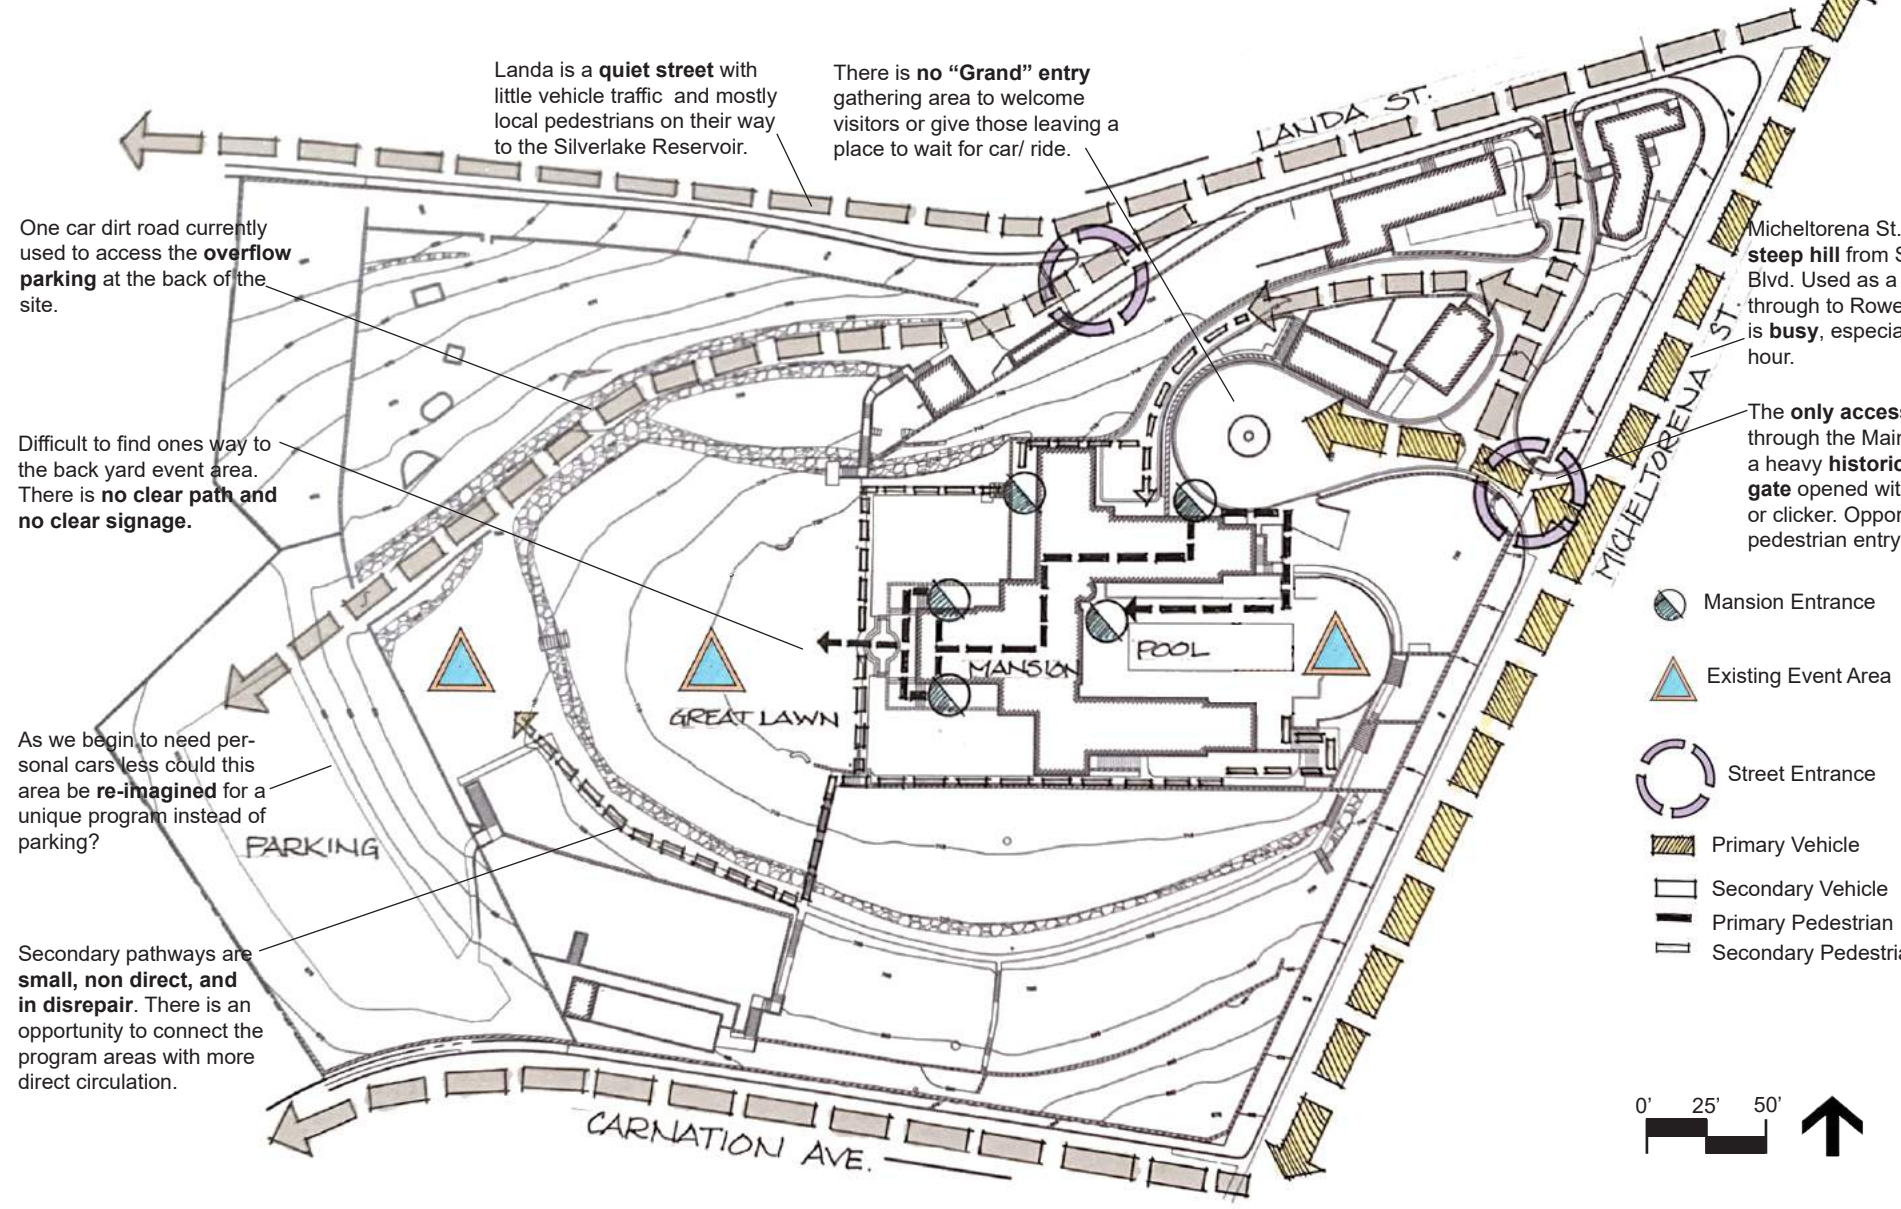 Landa is a quiet street with
little vehicle traffic and mostly
local pedestrians on their way
to the Silverlake Reservoir.
There is no “Grand” entry
gathering area to welcome
visitors or give those leaving a
place to wait for car/ ride.
LANDA ST.
One car dirt road currently
used to access the overflow
parking at the back of the
site.
Micheltorena St.
steep hill from S
Blvd. Used as a
through to Rowe
is busy, especia
hour.
Difficult to find ones way to
the back yard event area.
There is no clear path and
no clear signage.
The only access
through the Main
a heavy historic
gate opened wit
or clicker. Oppor
pedestrian entry
MICHELTORENA ST.
MANSION
POOL
GREAT LAWN
As we begin to need per-
sonal cars less could this
area be re-imagined for a
unique program instead of
parking?
PARKING
Secondary pathways are
small, non direct, and
in disrepair. There is an
opportunity to connect the
program areas with more
direct circulation.
CARNATION AVE.
Mansion Entrance
Existing Event Area
Street Entrance
Primary Vehicle
Secondary Vehicle
Primary Pedestrian
Secondary Pedestria
0’ 25’ 50’